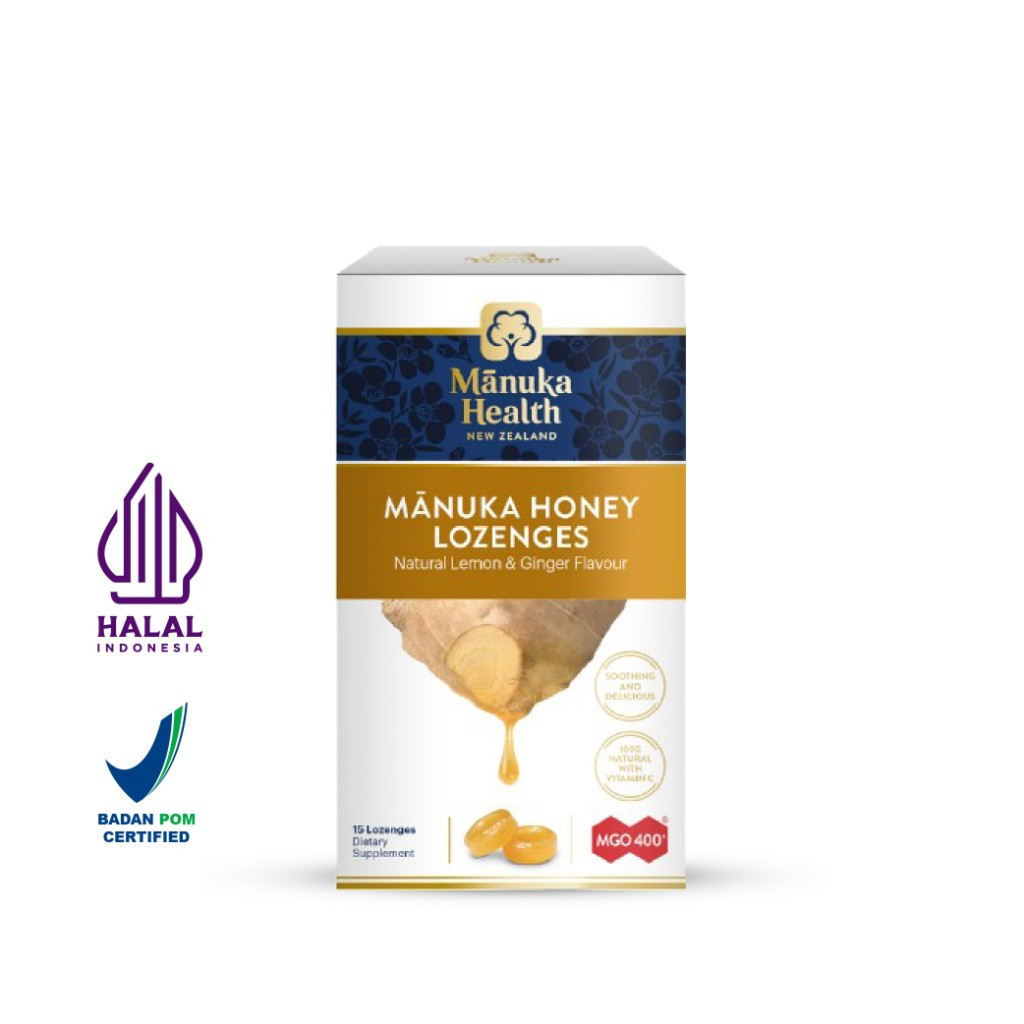 Mānuka
Health
NEW ZEALAND
MĀNUKA HONEY
LOZENGES
Natural Lemon & Ginger Flavour
SOOTHING
AND
DELICIOUS
100%
NATURAL
WITH
VITAMIN C
15 Lozenges
Dietary
Supplement
MGO 400+
®
HALAL
INDONESIA
BADAN POM
CERTIFIED